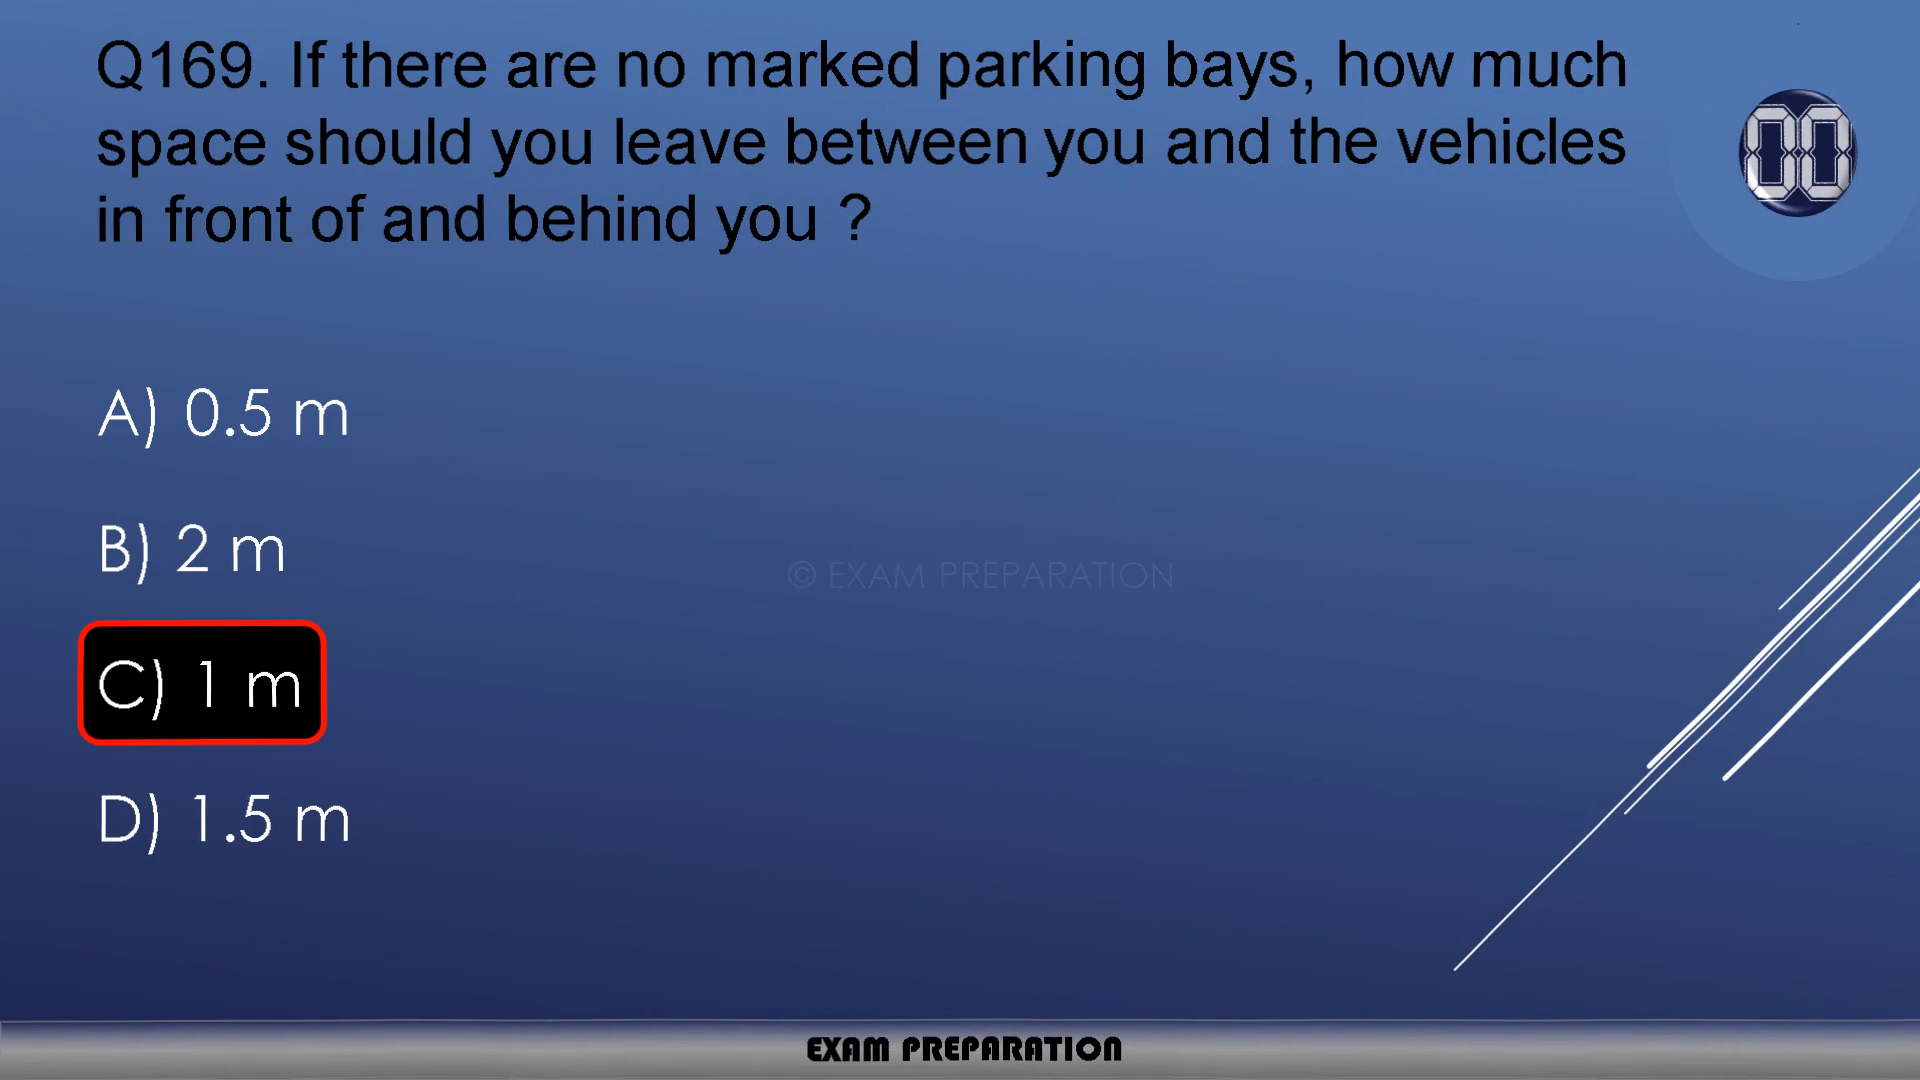 Q169. If there are no marked parking bays, how much
space should you leave between you and the vehicles
in front of and behind you ?
00
A) 0.5 m
B) 2 m
© EXAM PREPARATION
C) 1 m
D) 1.5 m
EXAM PREPARATION